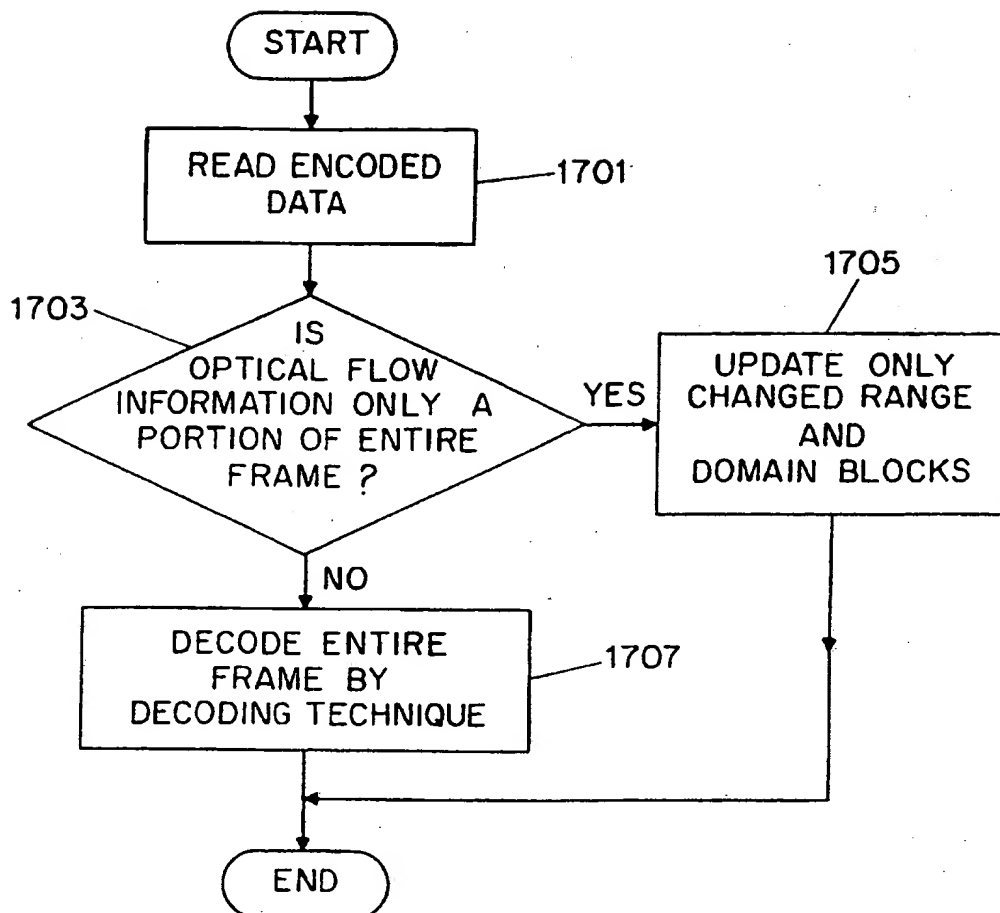 START
READ ENCODED
DATA
1701
1703
IS
OPTICAL FLOW
INFORMATION ONLY A
PORTION OF ENTIRE
FRAME ?
YES
1705
UPDATE ONLY
CHANGED RANGE
AND
DOMAIN BLOCKS
NO
DECODE ENTIRE
FRAME BY
DECODING TECHNIQUE
1707
END